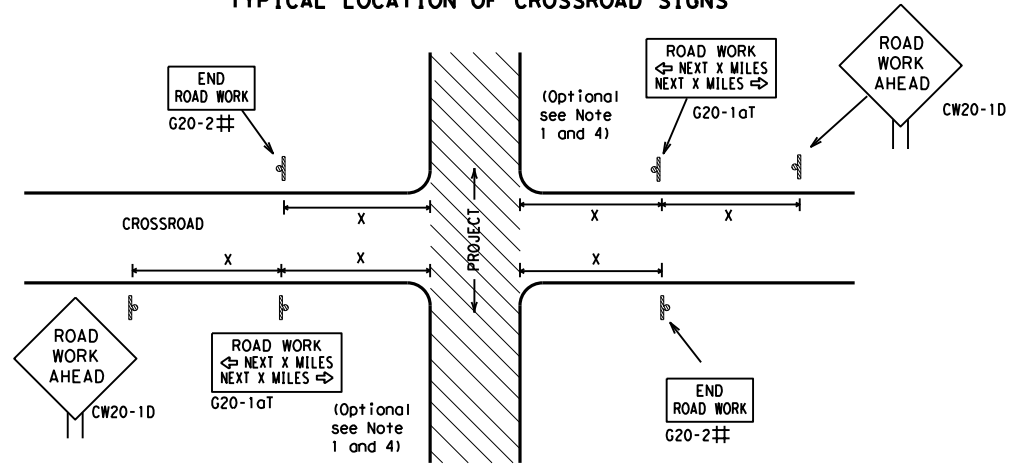 TYPICAL LOCATION OF CROSSROAD SIGNS
END
ROAD WORK
G20-2#
(Optional
see Note
1 and 4)
ROAD WORK
⇦ NEXT X MILES
NEXT X MILES ⇨
G20-1aT
ROAD
WORK
AHEAD
CW20-1D
X
X
X
CROSSROAD
PROJECT
X
X
X
ROAD
WORK
AHEAD
CW20-1D
ROAD WORK
⇦ NEXT X MILES
NEXT X MILES ⇨
G20-1aT
(Optional
see Note
1 and 4)
END
ROAD WORK
G20-2#